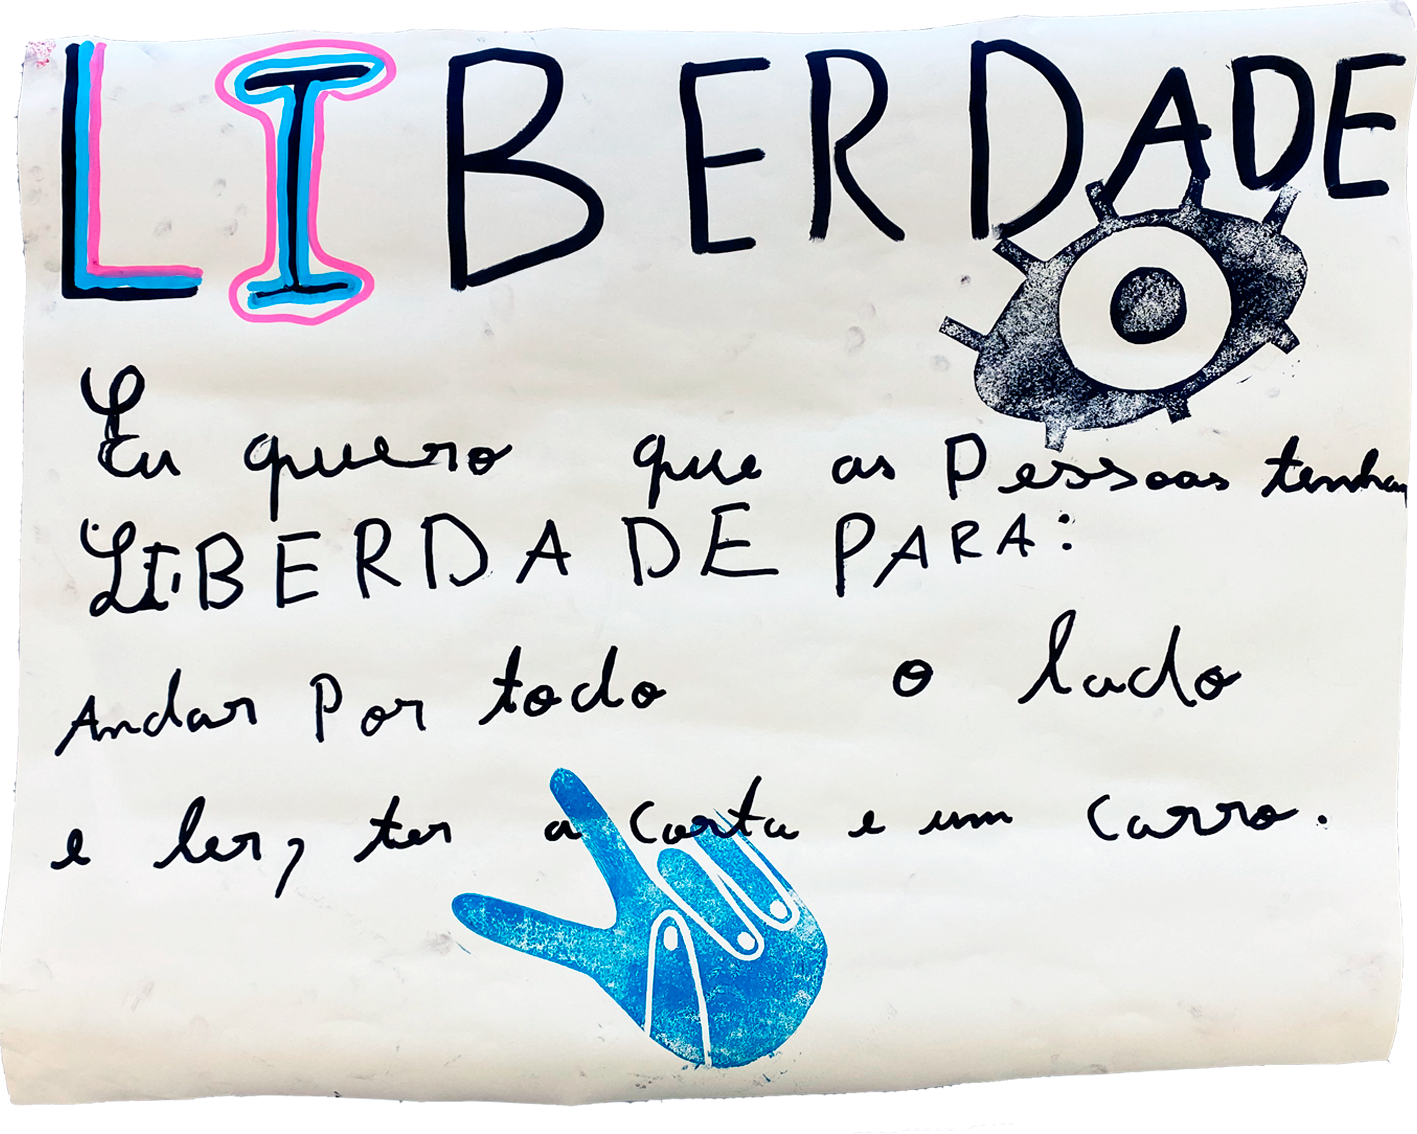 LIBERDADE
Eu quero que as Pessoas tenham
LIBERDADE PARA:
Andar Por todo o lado
e ler, ter a carta e um carro.